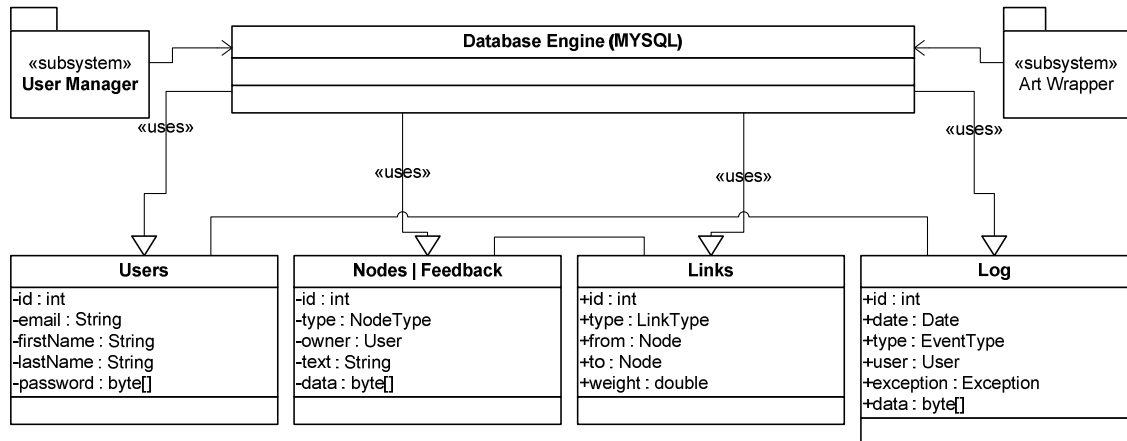 Database Engine (MYSQL)
«subsystem»
User Manager
«subsystem»
Art Wrapper
«uses»
«uses»
«uses»
«uses»
Users
-id : int
-email : String
-firstName : String
-lastName : String
-password : byte[]
Nodes | Feedback
-id : int
-type : NodeType
-owner : User
-text : String
-data : byte[]
Links
+id : int
+type : LinkType
+from : Node
+to : Node
+weight : double
Log
+id : int
+date : Date
+type : EventType
+user : User
+exception : Exception
+data : byte[]